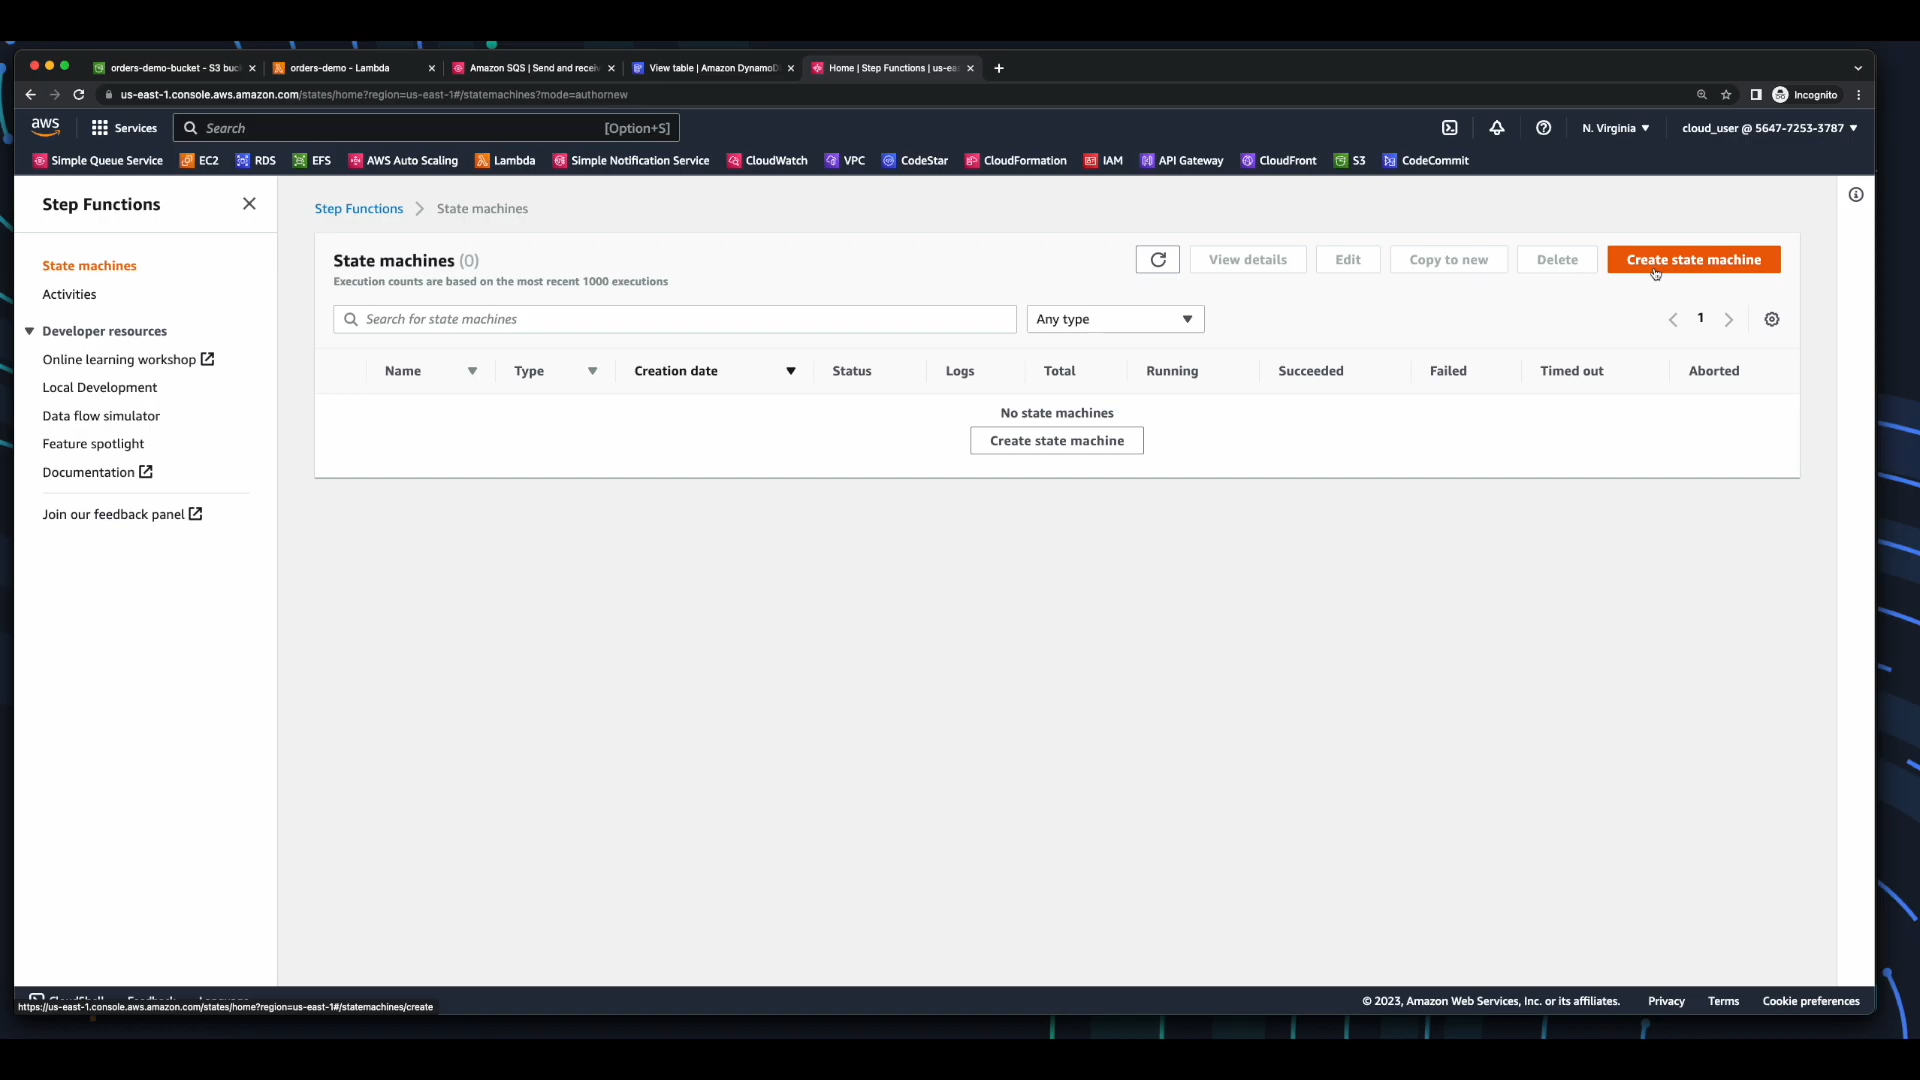 orders-demo-bucket - S3 buc
orders-demo - Lambda
Amazon SQS | Send and receiv
View table | Amazon DynamoD
Home | Step Functions | us-eas
us-east-1.console.aws.amazon.com/states/home?region=us-east-1#/statemachines?mode=authornew
Incognito
aws
Services
Search
[Option+S]
N. Virginia
cloud_user @ 5647-7253-3787
Simple Queue Service
EC2
RDS
EFS
AWS Auto Scaling
Lambda
Simple Notification Service
CloudWatch
VPC
CodeStar
CloudFormation
IAM
API Gateway
CloudFront
S3
CodeCommit
Step Functions
State machines
Activities
Developer resources
Online learning workshop
Local Development
Data flow simulator
Feature spotlight
Documentation
Join our feedback panel
Step Functions
State machines
State machines (0)
Execution counts are based on the most recent 1000 executions
View details
Edit
Copy to new
Delete
Create state machine
Search for state machines
Any type
1
Name
Type
Creation date
Status
Logs
Total
Running
Succeeded
Failed
Timed out
Aborted
No state machines
Create state machine
https://us-east-1.console.aws.amazon.com/states/home?region=us-east-1#/statemachines/create
© 2023, Amazon Web Services, Inc. or its affiliates.
Privacy
Terms
Cookie preferences